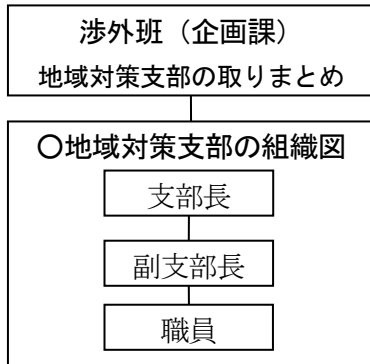 渉外班（企画課）
地域対策支部の取りまとめ
〇地域対策支部の組織図
支部長
副支部長
職員